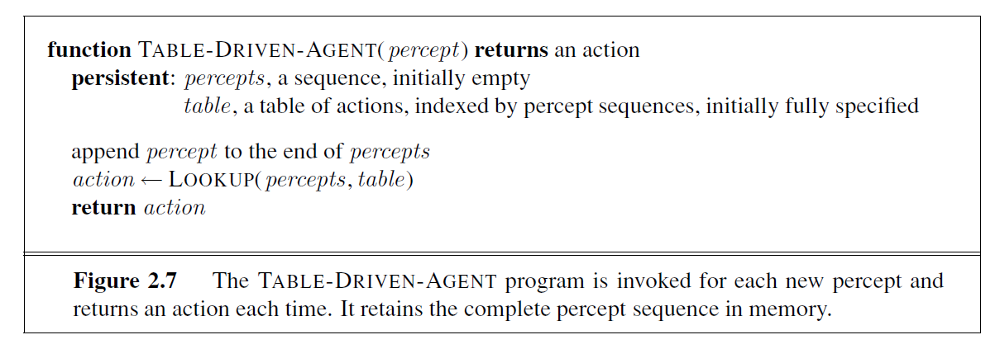 function TABLE-DRIVEN-AGENT(percept) returns an action
persistent: percepts, a sequence, initially empty
table, a table of actions, indexed by percept sequences, initially fully specified
append percept to the end of percepts
action ← LOOKUP(percepts, table)
return action
Figure 2.7 The TABLE-DRIVEN-AGENT program is invoked for each new percept and
returns an action each time. It retains the complete percept sequence in memory.